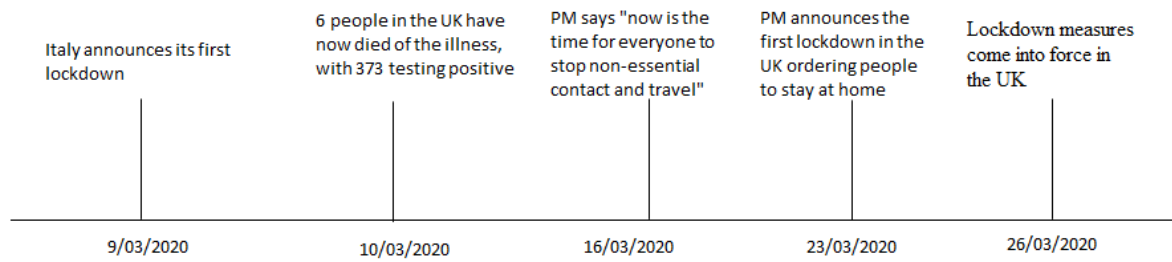 Italy announces its first
lockdown
6 people in the UK have
now died of the illness,
with 373 testing positive
PM says "now is the
time for everyone to
stop non-essential
contact and travel"
PM announces the
first lockdown in the
UK ordering people
to stay at home
Lockdown measures
come into force in
the UK
9/03/2020
10/03/2020
16/03/2020
23/03/2020
26/03/2020